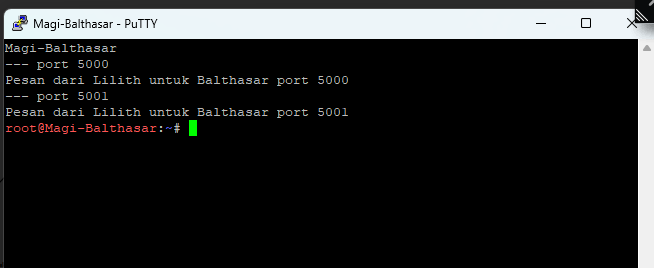 Magi-Balthasar - PuTTY
Magi-Balthasar
--- port 5000
Pesan dari Lilith untuk Balthasar port 5000
--- port 5001
Pesan dari Lilith untuk Balthasar port 5001
root@Magi-Balthasar:~#